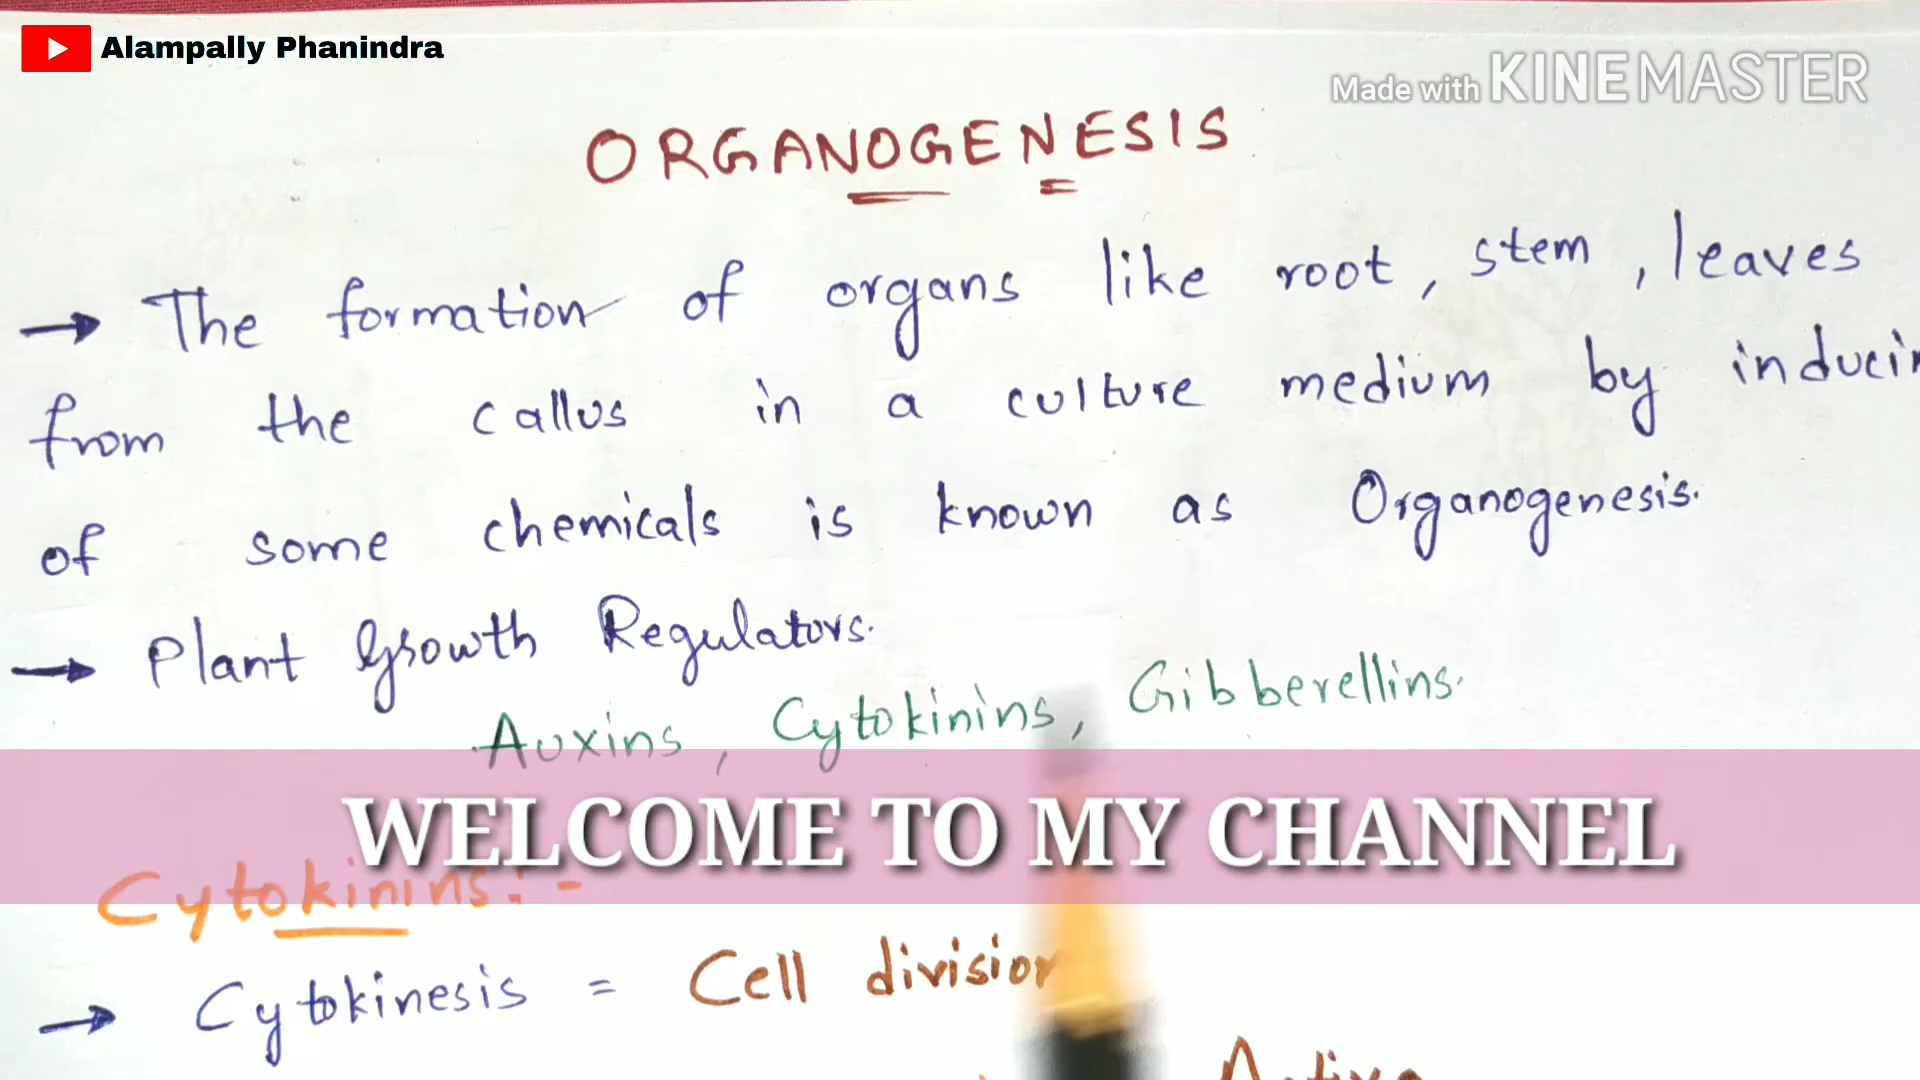 Alampally Phanindra
Made with KINEMASTER
ORGANOGENESIS
→ The formation of organs like root, stem, leaves
from the callus in a culture medium by inducin
of some chemicals is known as Organogenesis.
→ Plant Growth Regulators.
Auxins, Cytokinins, Gibberellins.
WELCOME TO MY CHANNEL
Cytokinins:-
→ Cytokinesis = Cell division